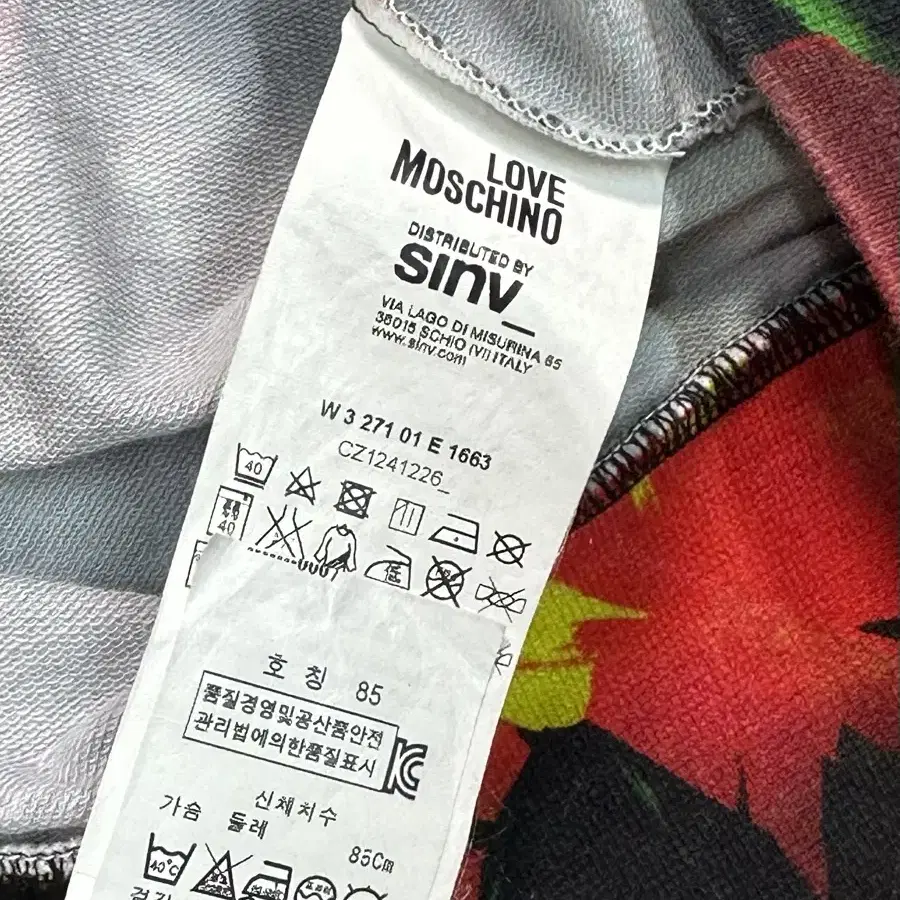 LOVE
MOSCHINO
DISTRIBUTED BY
sinv_
VIA LAGO DI MISURINA 65
36015 SCHIO (VI) ITALY
www.sinv.com
W 3 271 01 E 1663
CZ1241226_
40
40
호 칭 85
품질경영및공산품안전
관리법에의한품질표시
신체치수
가슴 둘레 85Cm
40℃